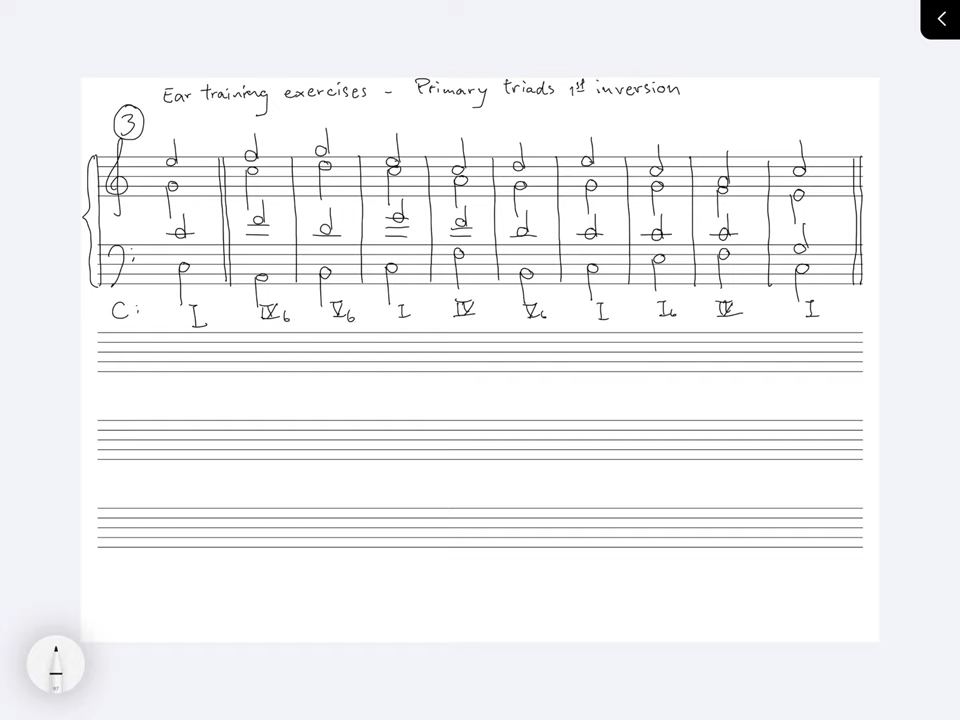 Ear training exercises - Primary triads 1st inversion
3
C: I IV6 V6 I IV V6 I I6 IV I